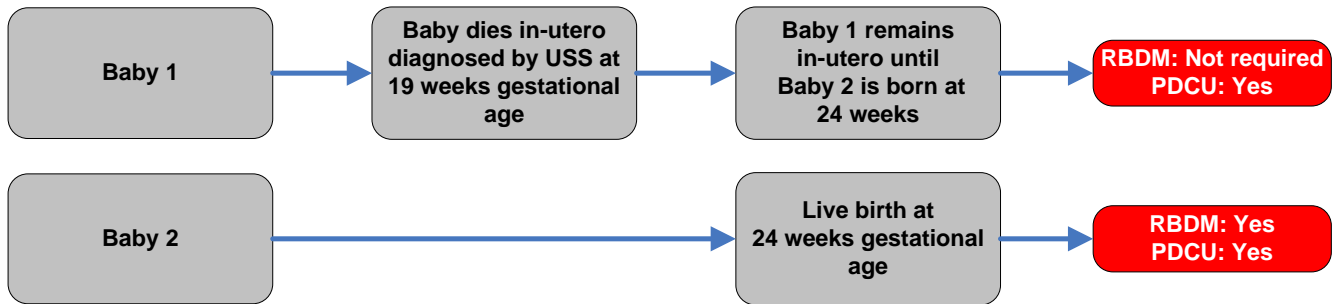 Baby 1
Baby dies in-utero
diagnosed by USS at
19 weeks gestational
age
Baby 1 remains
in-utero until
Baby 2 is born at
24 weeks
RBDM: Not required
PDCU: Yes
Baby 2
Live birth at
24 weeks gestational
age
RBDM: Yes
PDCU: Yes